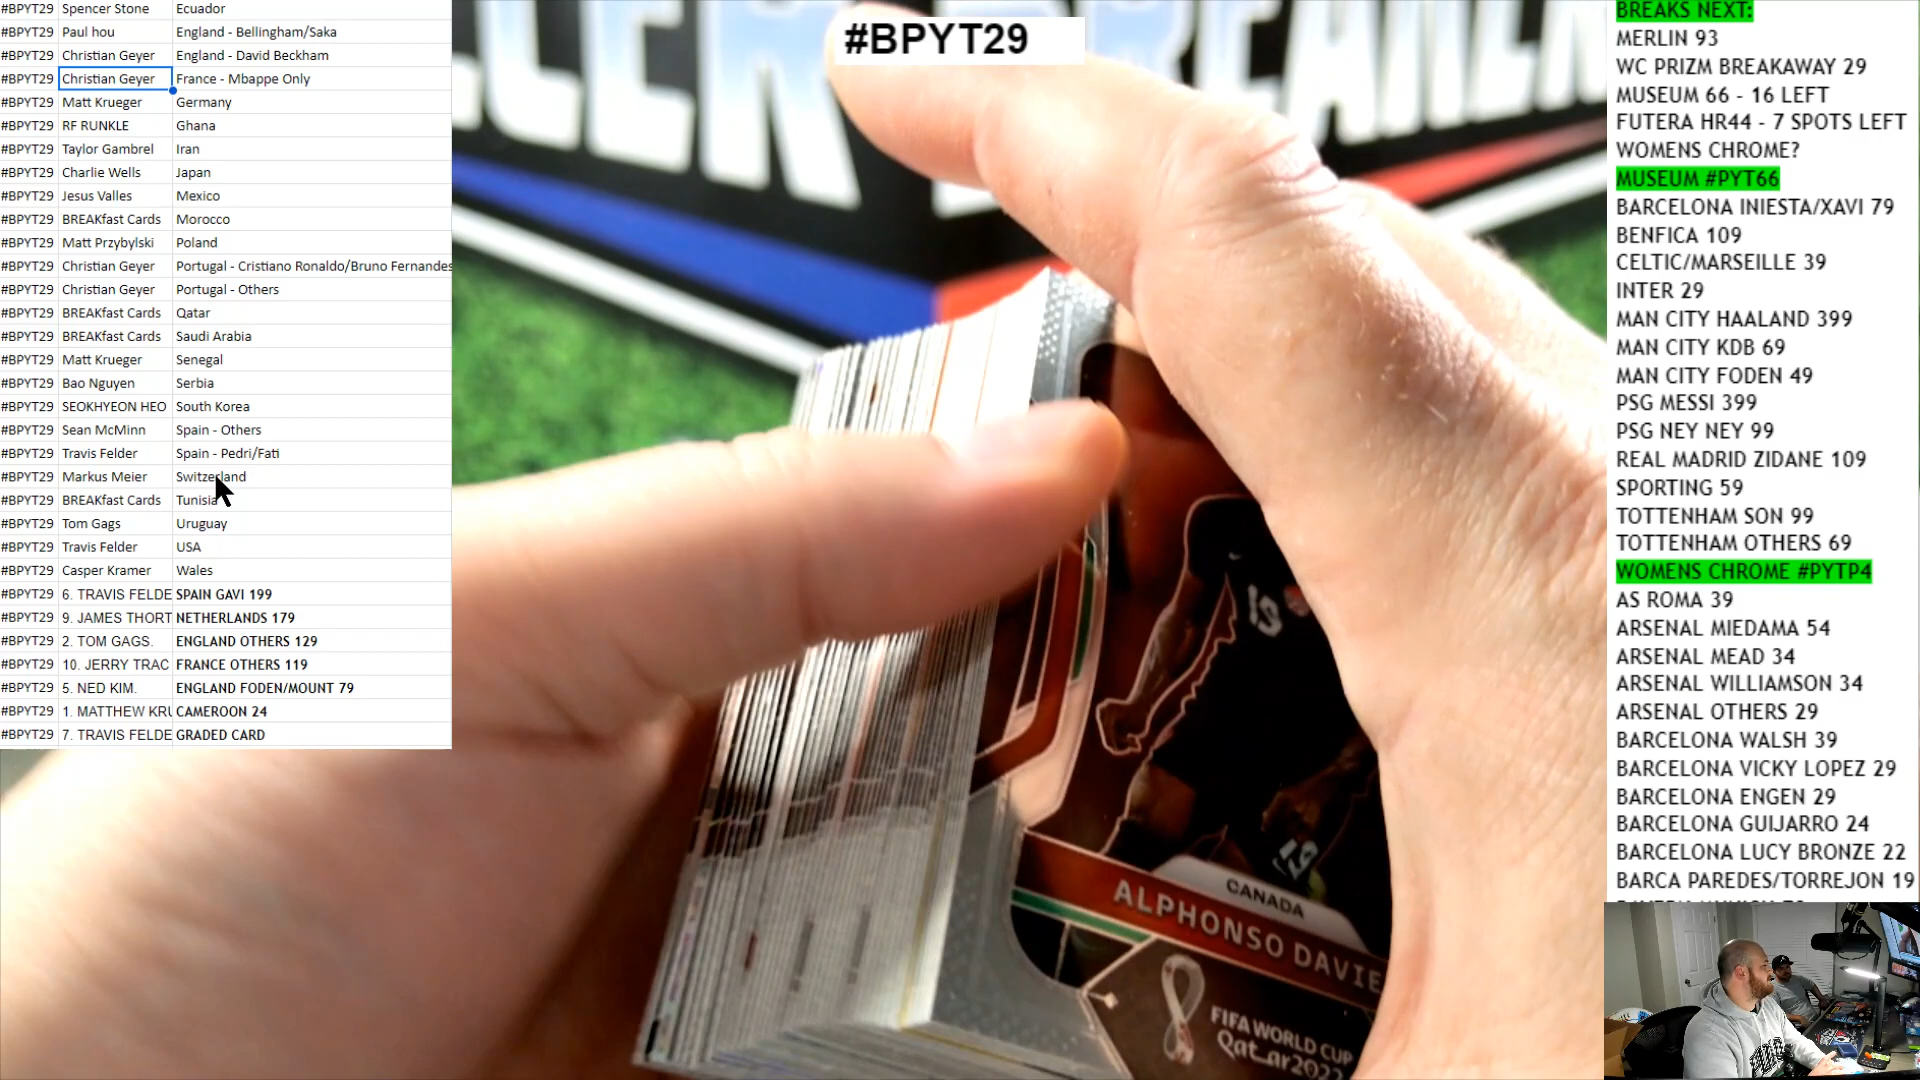 #BPYT29 Spencer Stone Ecuador
#BPYT29 Paul hou England - Bellingham/Saka
#BPYT29 Christian Geyer England - David Beckham
#BPYT29 Christian Geyer France - Mbappe Only
#BPYT29 Matt Krueger Germany
#BPYT29 RF RUNKLE Ghana
#BPYT29 Taylor Gambrel Iran
#BPYT29 Charlie Wells Japan
#BPYT29 Jesus Valles Mexico
#BPYT29 BREAKfast Cards Morocco
#BPYT29 Matt Przybylski Poland
#BPYT29 Christian Geyer Portugal - Cristiano Ronaldo/Bruno Fernandes
#BPYT29 Christian Geyer Portugal - Others
#BPYT29 BREAKfast Cards Qatar
#BPYT29 BREAKfast Cards Saudi Arabia
#BPYT29 Matt Krueger Senegal
#BPYT29 Bao Nguyen Serbia
#BPYT29 SEOKHYEON HEO South Korea
#BPYT29 Sean McMinn Spain - Others
#BPYT29 Travis Felder Spain - Pedri/Fati
#BPYT29 Markus Meier Switzerland
#BPYT29 BREAKfast Cards Tunisia
#BPYT29 Tom Gags Uruguay
#BPYT29 Travis Felder USA
#BPYT29 Casper Kramer Wales
#BPYT29 6. TRAVIS FELDE SPAIN GAVI 199
#BPYT29 9. JAMES THORT NETHERLANDS 179
#BPYT29 2. TOM GAGS. ENGLAND OTHERS 129
#BPYT29 10. JERRY TRAC FRANCE OTHERS 119
#BPYT29 5. NED KIM. ENGLAND FODEN/MOUNT 79
#BPYT29 1. MATTHEW KRU CAMEROON 24
#BPYT29 7. TRAVIS FELDE GRADED CARD
#BPYT29
19
19
CANADA
ALPHONSO DAVIE
FIFA WORLD CUP
Qatar2022
BREAKS NEXT:
MERLIN 93
WC PRIZM BREAKAWAY 29
MUSEUM 66 - 16 LEFT
FUTERA HR44 - 7 SPOTS LEFT
WOMENS CHROME?
MUSEUM #PYT66
BARCELONA INIESTA/XAVI 79
BENFICA 109
CELTIC/MARSEILLE 39
INTER 29
MAN CITY HAALAND 399
MAN CITY KDB 69
MAN CITY FODEN 49
PSG MESSI 399
PSG NEY NEY 99
REAL MADRID ZIDANE 109
SPORTING 59
TOTTENHAM SON 99
TOTTENHAM OTHERS 69
WOMENS CHROME #PYTP4
AS ROMA 39
ARSENAL MIEDAMA 54
ARSENAL MEAD 34
ARSENAL WILLIAMSON 34
ARSENAL OTHERS 29
BARCELONA WALSH 39
BARCELONA VICKY LOPEZ 29
BARCELONA ENGEN 29
BARCELONA GUIJARRO 24
BARCELONA LUCY BRONZE 22
BARCA PAREDES/TORREJON 19